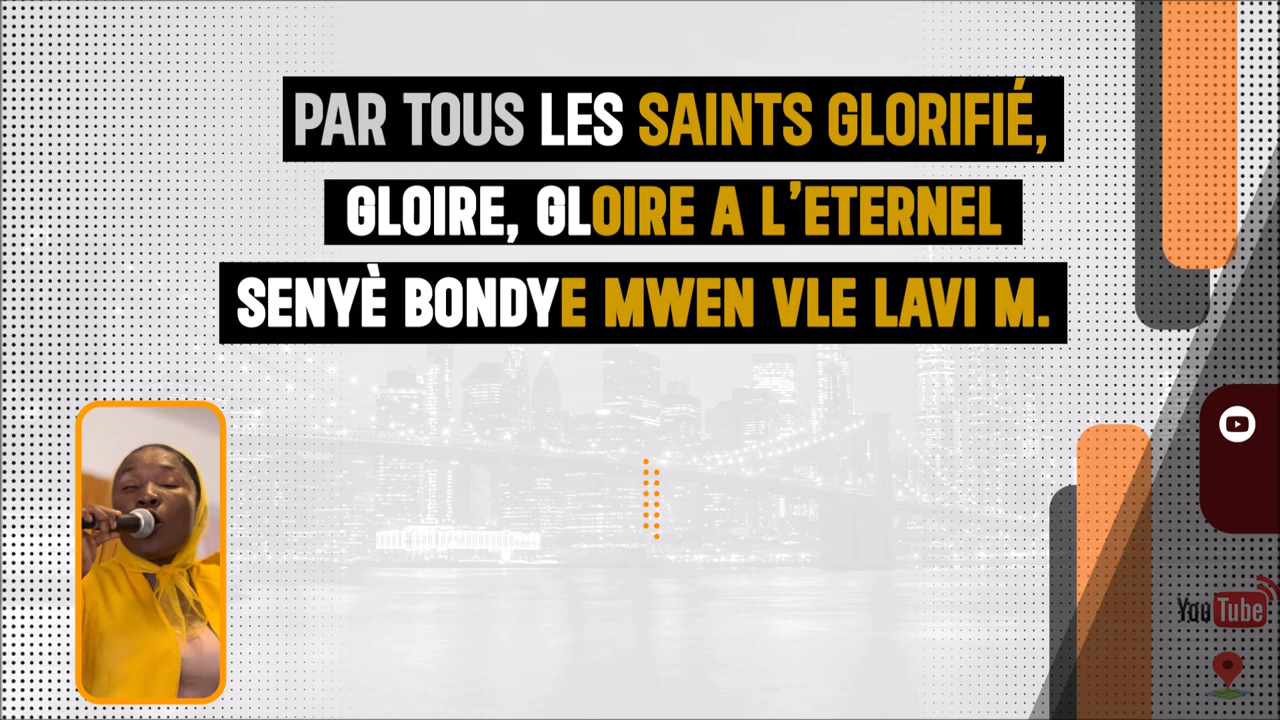 PAR TOUS LES SAINTS GLORIFIÉ,
GLOIRE, GLOIRE A L'ETERNEL
SENYÈ BONDYE MWEN VLE LAVI M.
YouTube